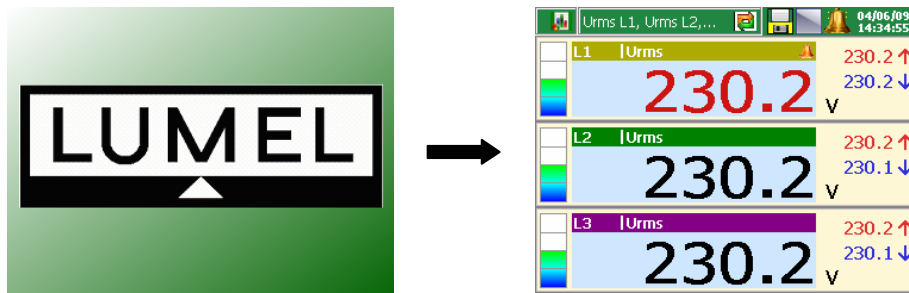 LUMEL
Urms L1, Urms L2,...
04/06/09
14:34:55
L1 |Urms
230.2
V
230.2↑
230.2↓
L2 |Urms
230.2
V
230.2↑
230.1↓
L3 |Urms
230.2
V
230.2↑
230.1↓